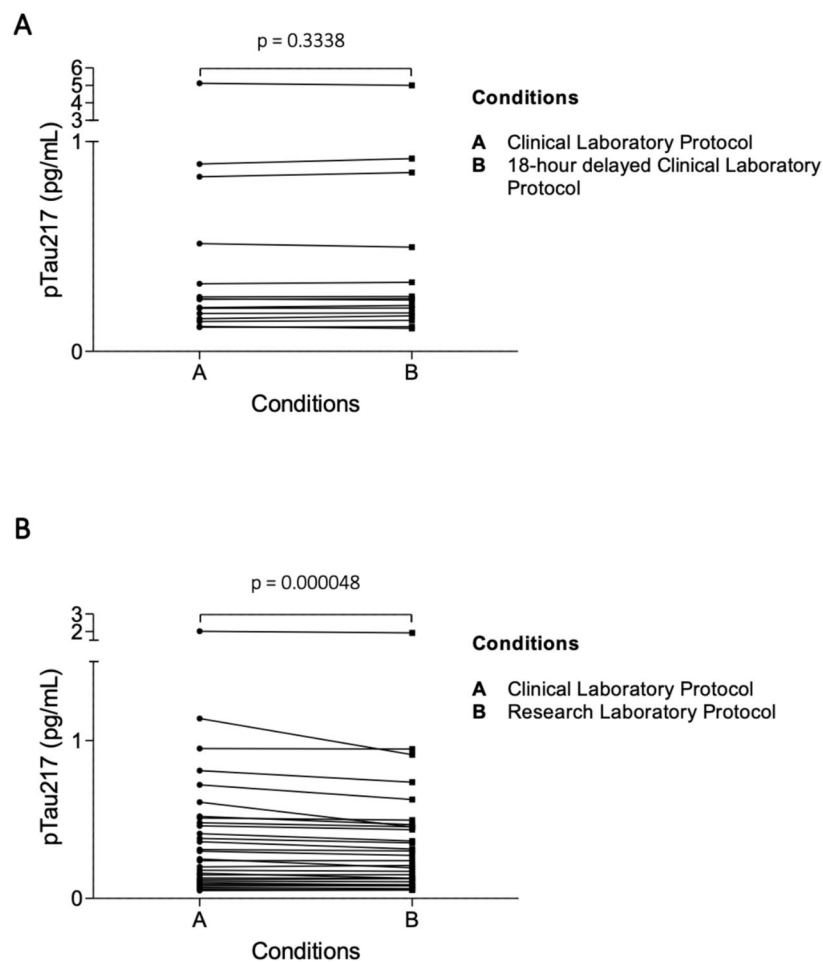 A
p = 0.3338
6
5
4
3
1
0
pTau217 (pg/mL)
A
B
Conditions
Conditions
A Clinical Laboratory Protocol
B 18-hour delayed Clinical Laboratory
Protocol
B
p = 0.000048
3
2
1
0
pTau217 (pg/mL)
A
B
Conditions
Conditions
A Clinical Laboratory Protocol
B Research Laboratory Protocol